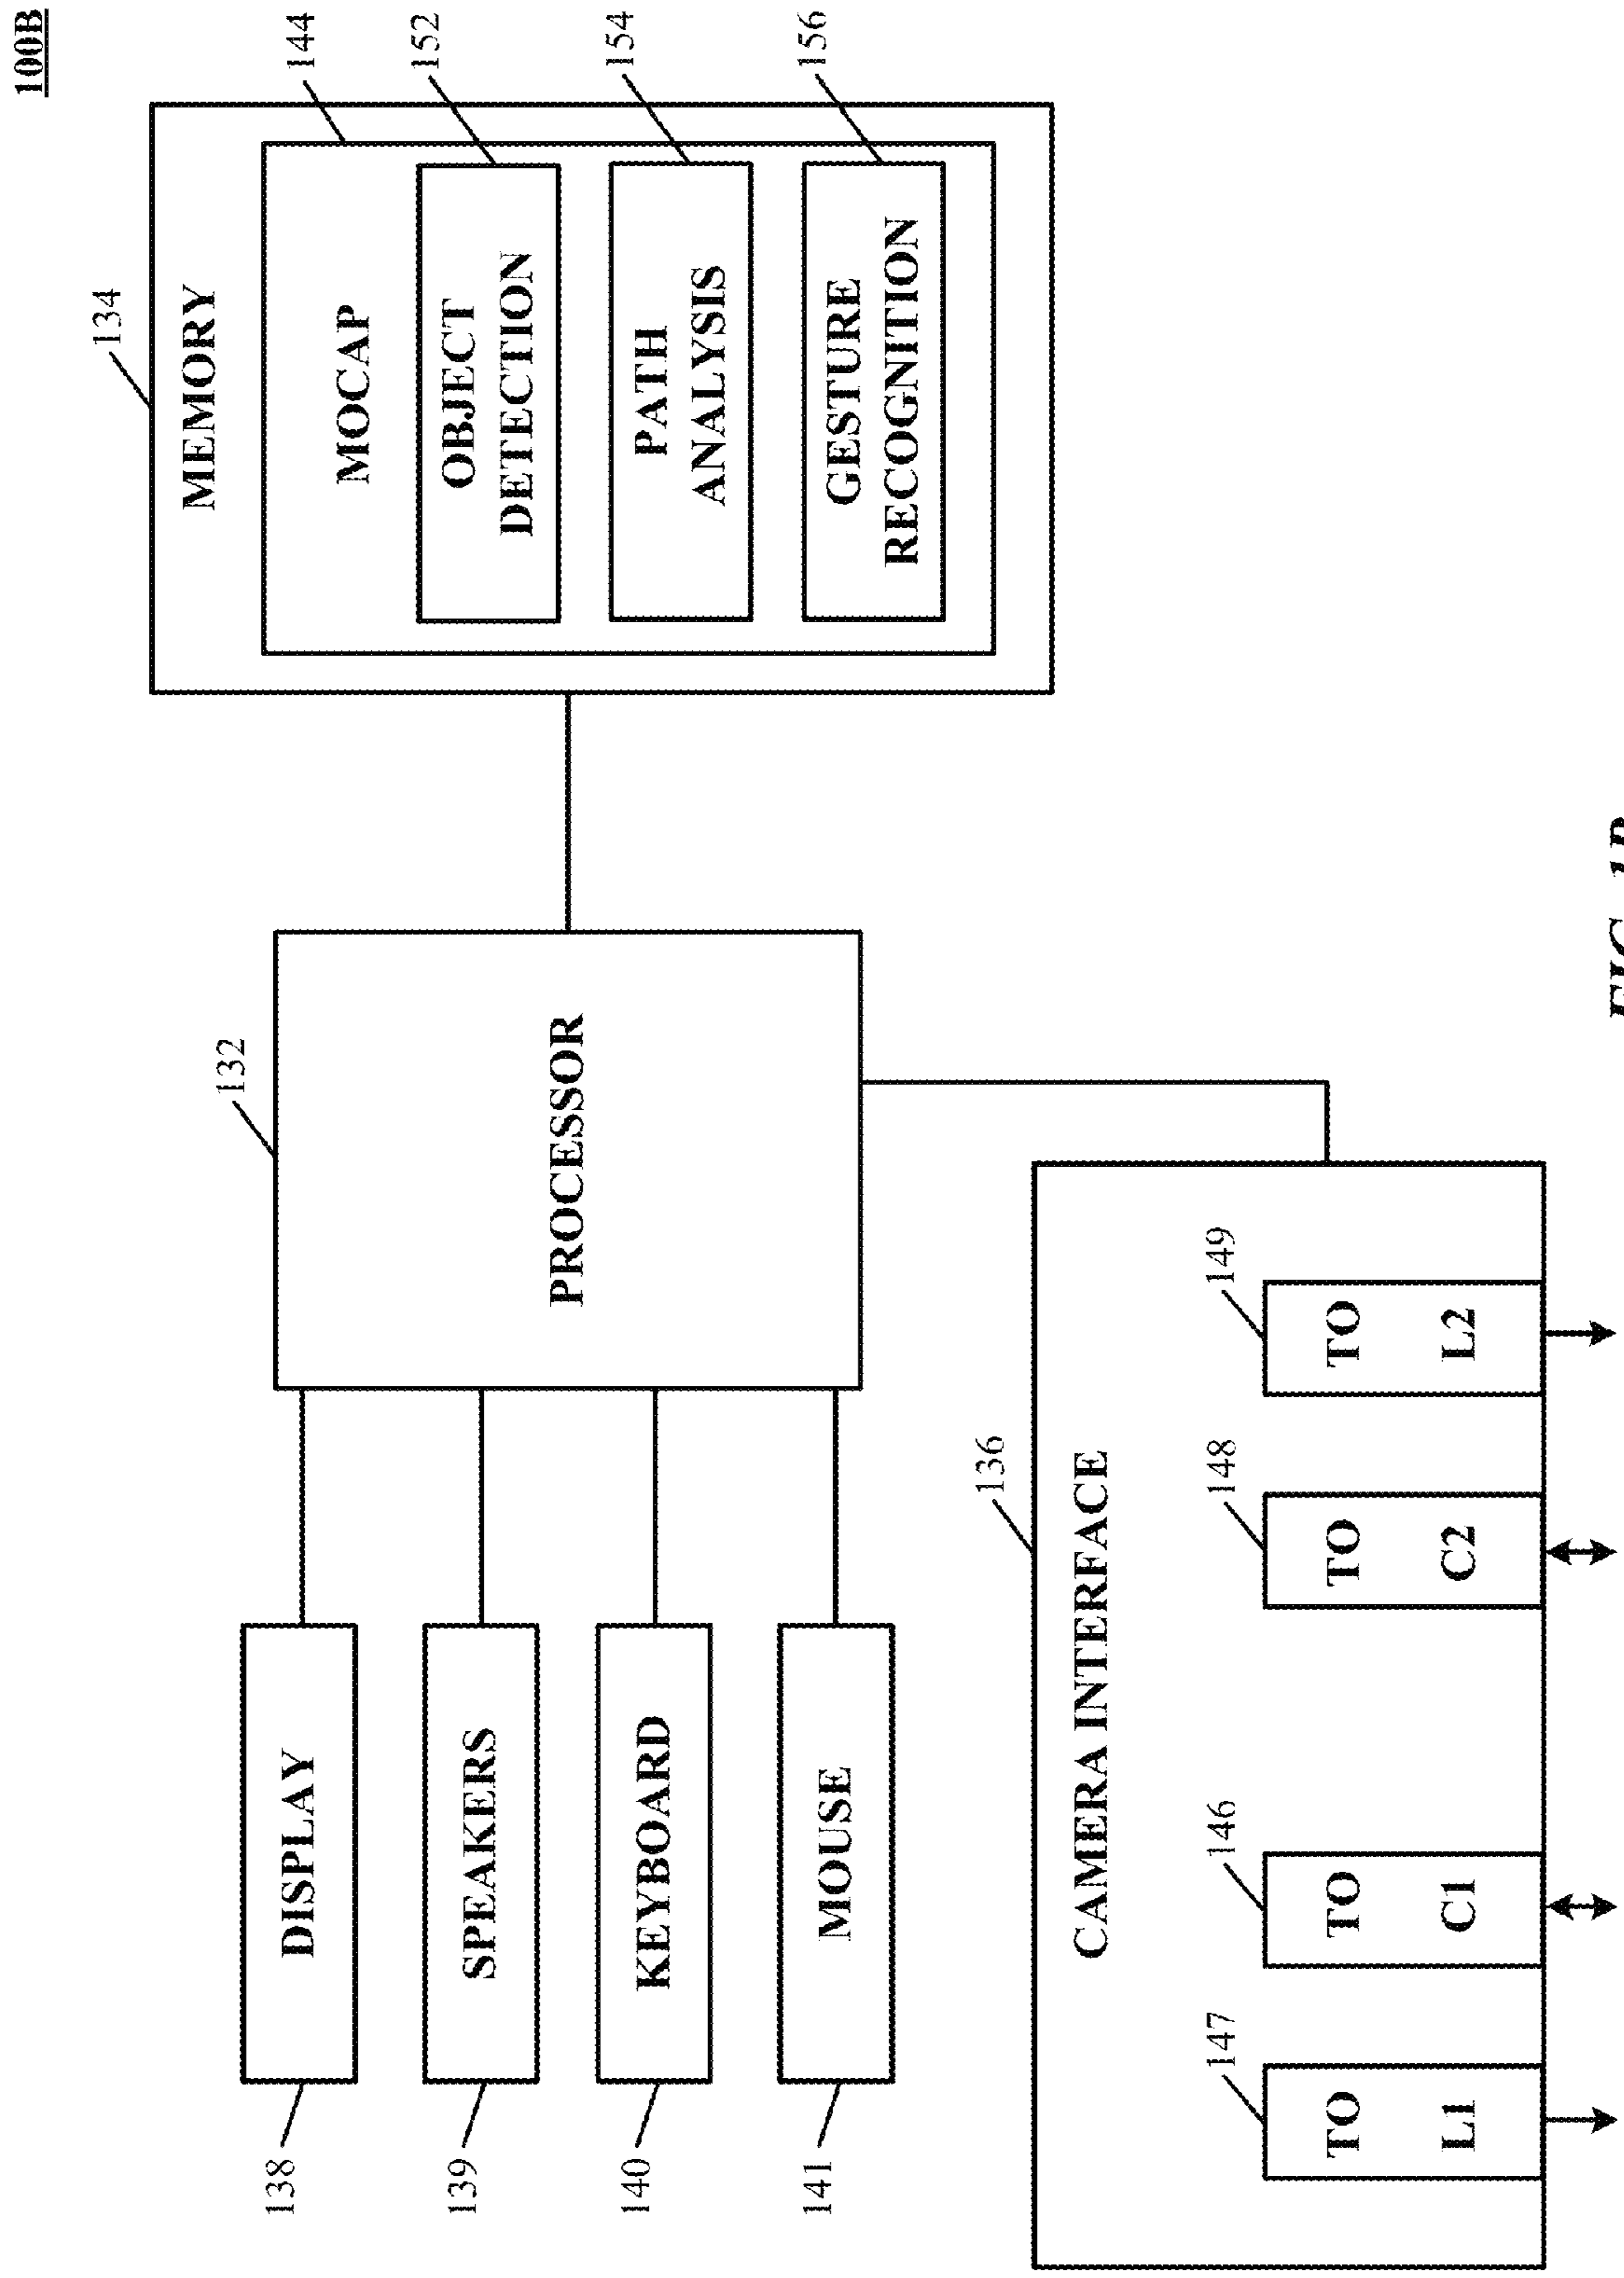 100B
134
MEMORY
144
MOCAP
152
OBJECT
DETECTION
154
PATH
ANALYSIS
156
GESTURE
RECOGNITION
132
PROCESSOR
138
DISPLAY
139
SPEAKERS
140
KEYBOARD
141
MOUSE
136
CAMERA INTERFACE
147
TO
L1
146
TO
C1
148
TO
C2
149
TO
L2
FIG. 1B